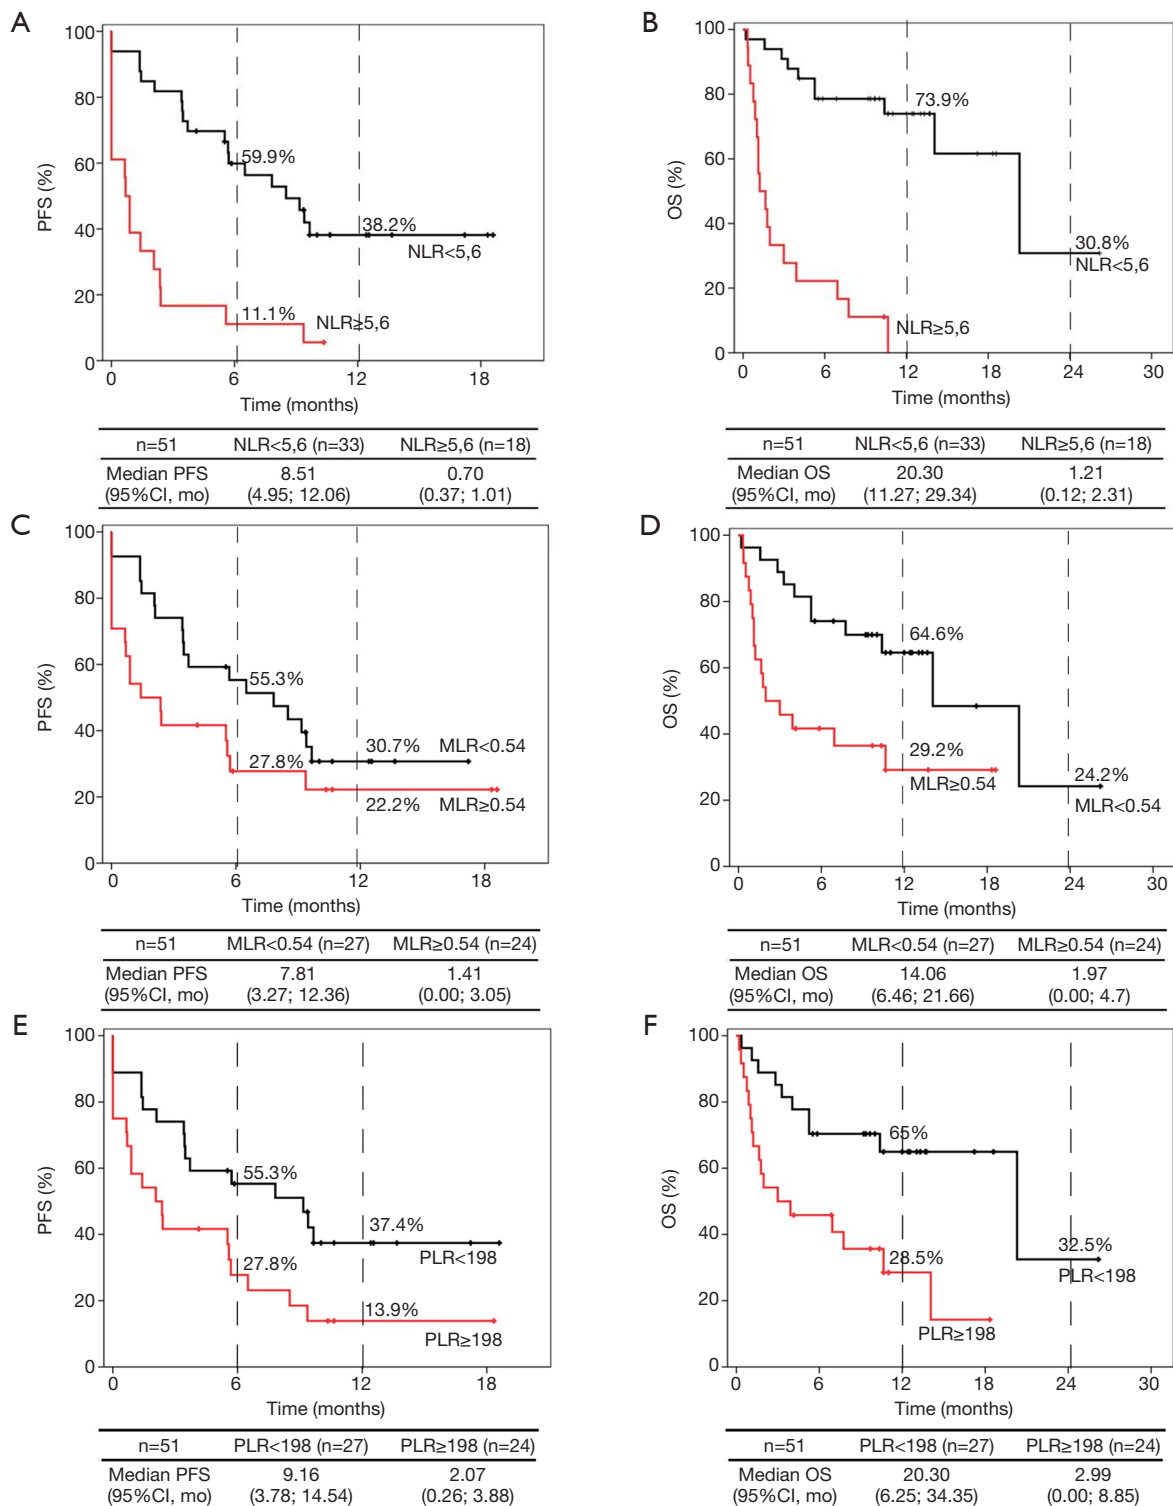 A
100
80
60
40
20
0
PFS (%)
59.9%
38.2%
NLR<5,6
11.1%
NLR≥5,6
0 6 12 18
Time (months)
n=51 NLR<5,6 (n=33) NLR≥5,6 (n=18)
Median PFS 8.51 0.70
(95%CI, mo) (4.95; 12.06) (0.37; 1.01)
B
100
80
60
40
20
0
OS (%)
73.9%
30.8%
NLR<5,6
NLR≥5,6
0 6 12 18 24 30
Time (months)
n=51 NLR<5,6 (n=33) NLR≥5,6 (n=18)
Median OS 20.30 1.21
(95%CI, mo) (11.27; 29.34) (0.12; 2.31)
C
100
80
60
40
20
0
PFS (%)
55.3%
30.7% MLR<0.54
27.8%
22.2% MLR≥0.54
0 6 12 18
Time (months)
n=51 MLR<0.54 (n=27) MLR≥0.54 (n=24)
Median PFS 7.81 1.41
(95%CI, mo) (3.27; 12.36) (0.00; 3.05)
D
100
80
60
40
20
0
OS (%)
64.6%
29.2%
MLR≥0.54
24.2%
MLR<0.54
0 6 12 18 24 30
Time (months)
n=51 MLR<0.54 (n=27) MLR≥0.54 (n=24)
Median OS 14.06 1.97
(95%CI, mo) (6.46; 21.66) (0.00; 4.7)
E
100
80
60
40
20
0
PFS (%)
55.3%
37.4%
PLR<198
27.8%
13.9%
PLR≥198
0 6 12 18
Time (months)
n=51 PLR<198 (n=27) PLR≥198 (n=24)
Median PFS 9.16 2.07
(95%CI, mo) (3.78; 14.54) (0.26; 3.88)
F
100
80
60
40
20
0
OS (%)
65%
32.5%
PLR<198
28.5%
PLR≥198
0 6 12 18 24 30
Time (months)
n=51 PLR<198 (n=27) PLR≥198 (n=24)
Median OS 20.30 2.99
(95%CI, mo) (6.25; 34.35) (0.00; 8.85)